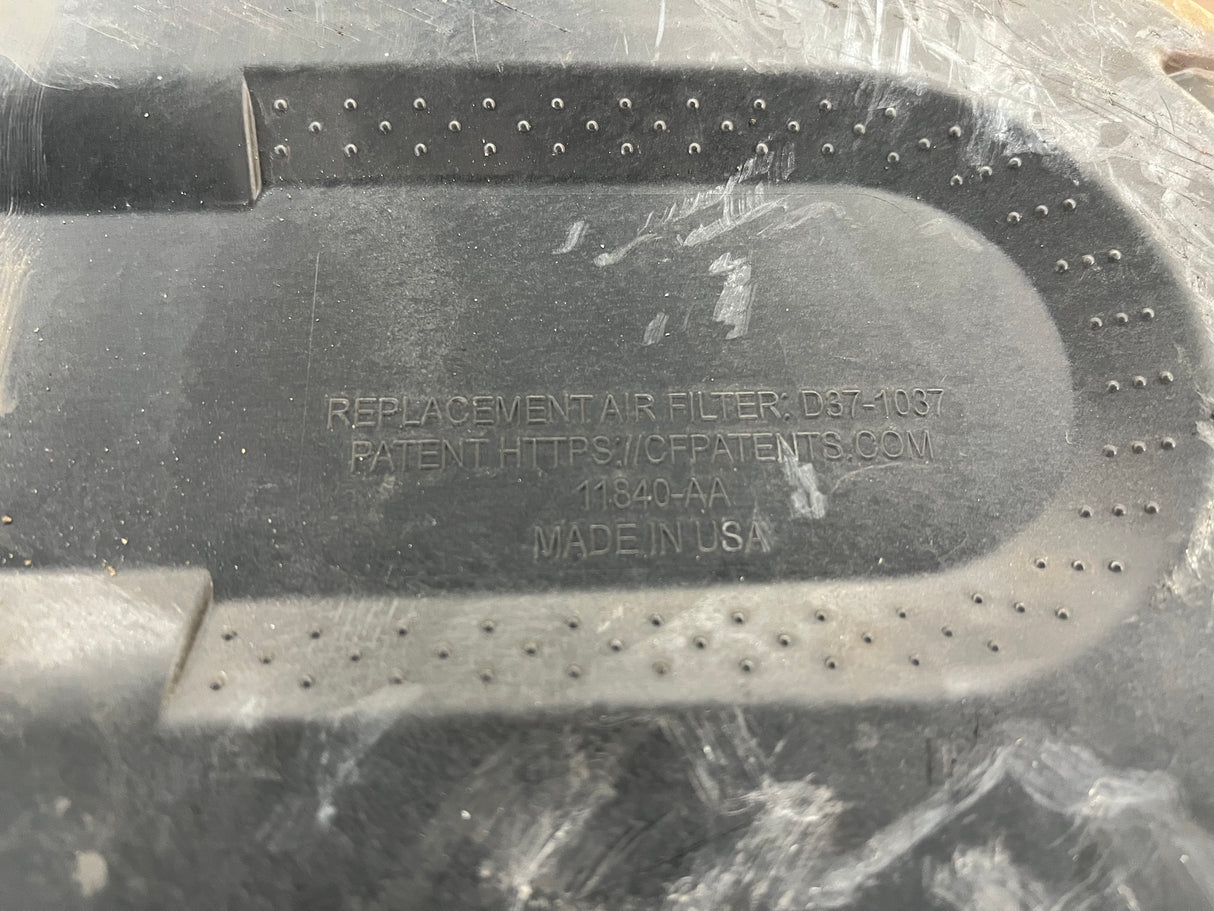 REPLACEMENT AIR FILTER: D37-1037
PATENT HTTPS://CFPATENTS.COM
11840-AA
MADE IN USA